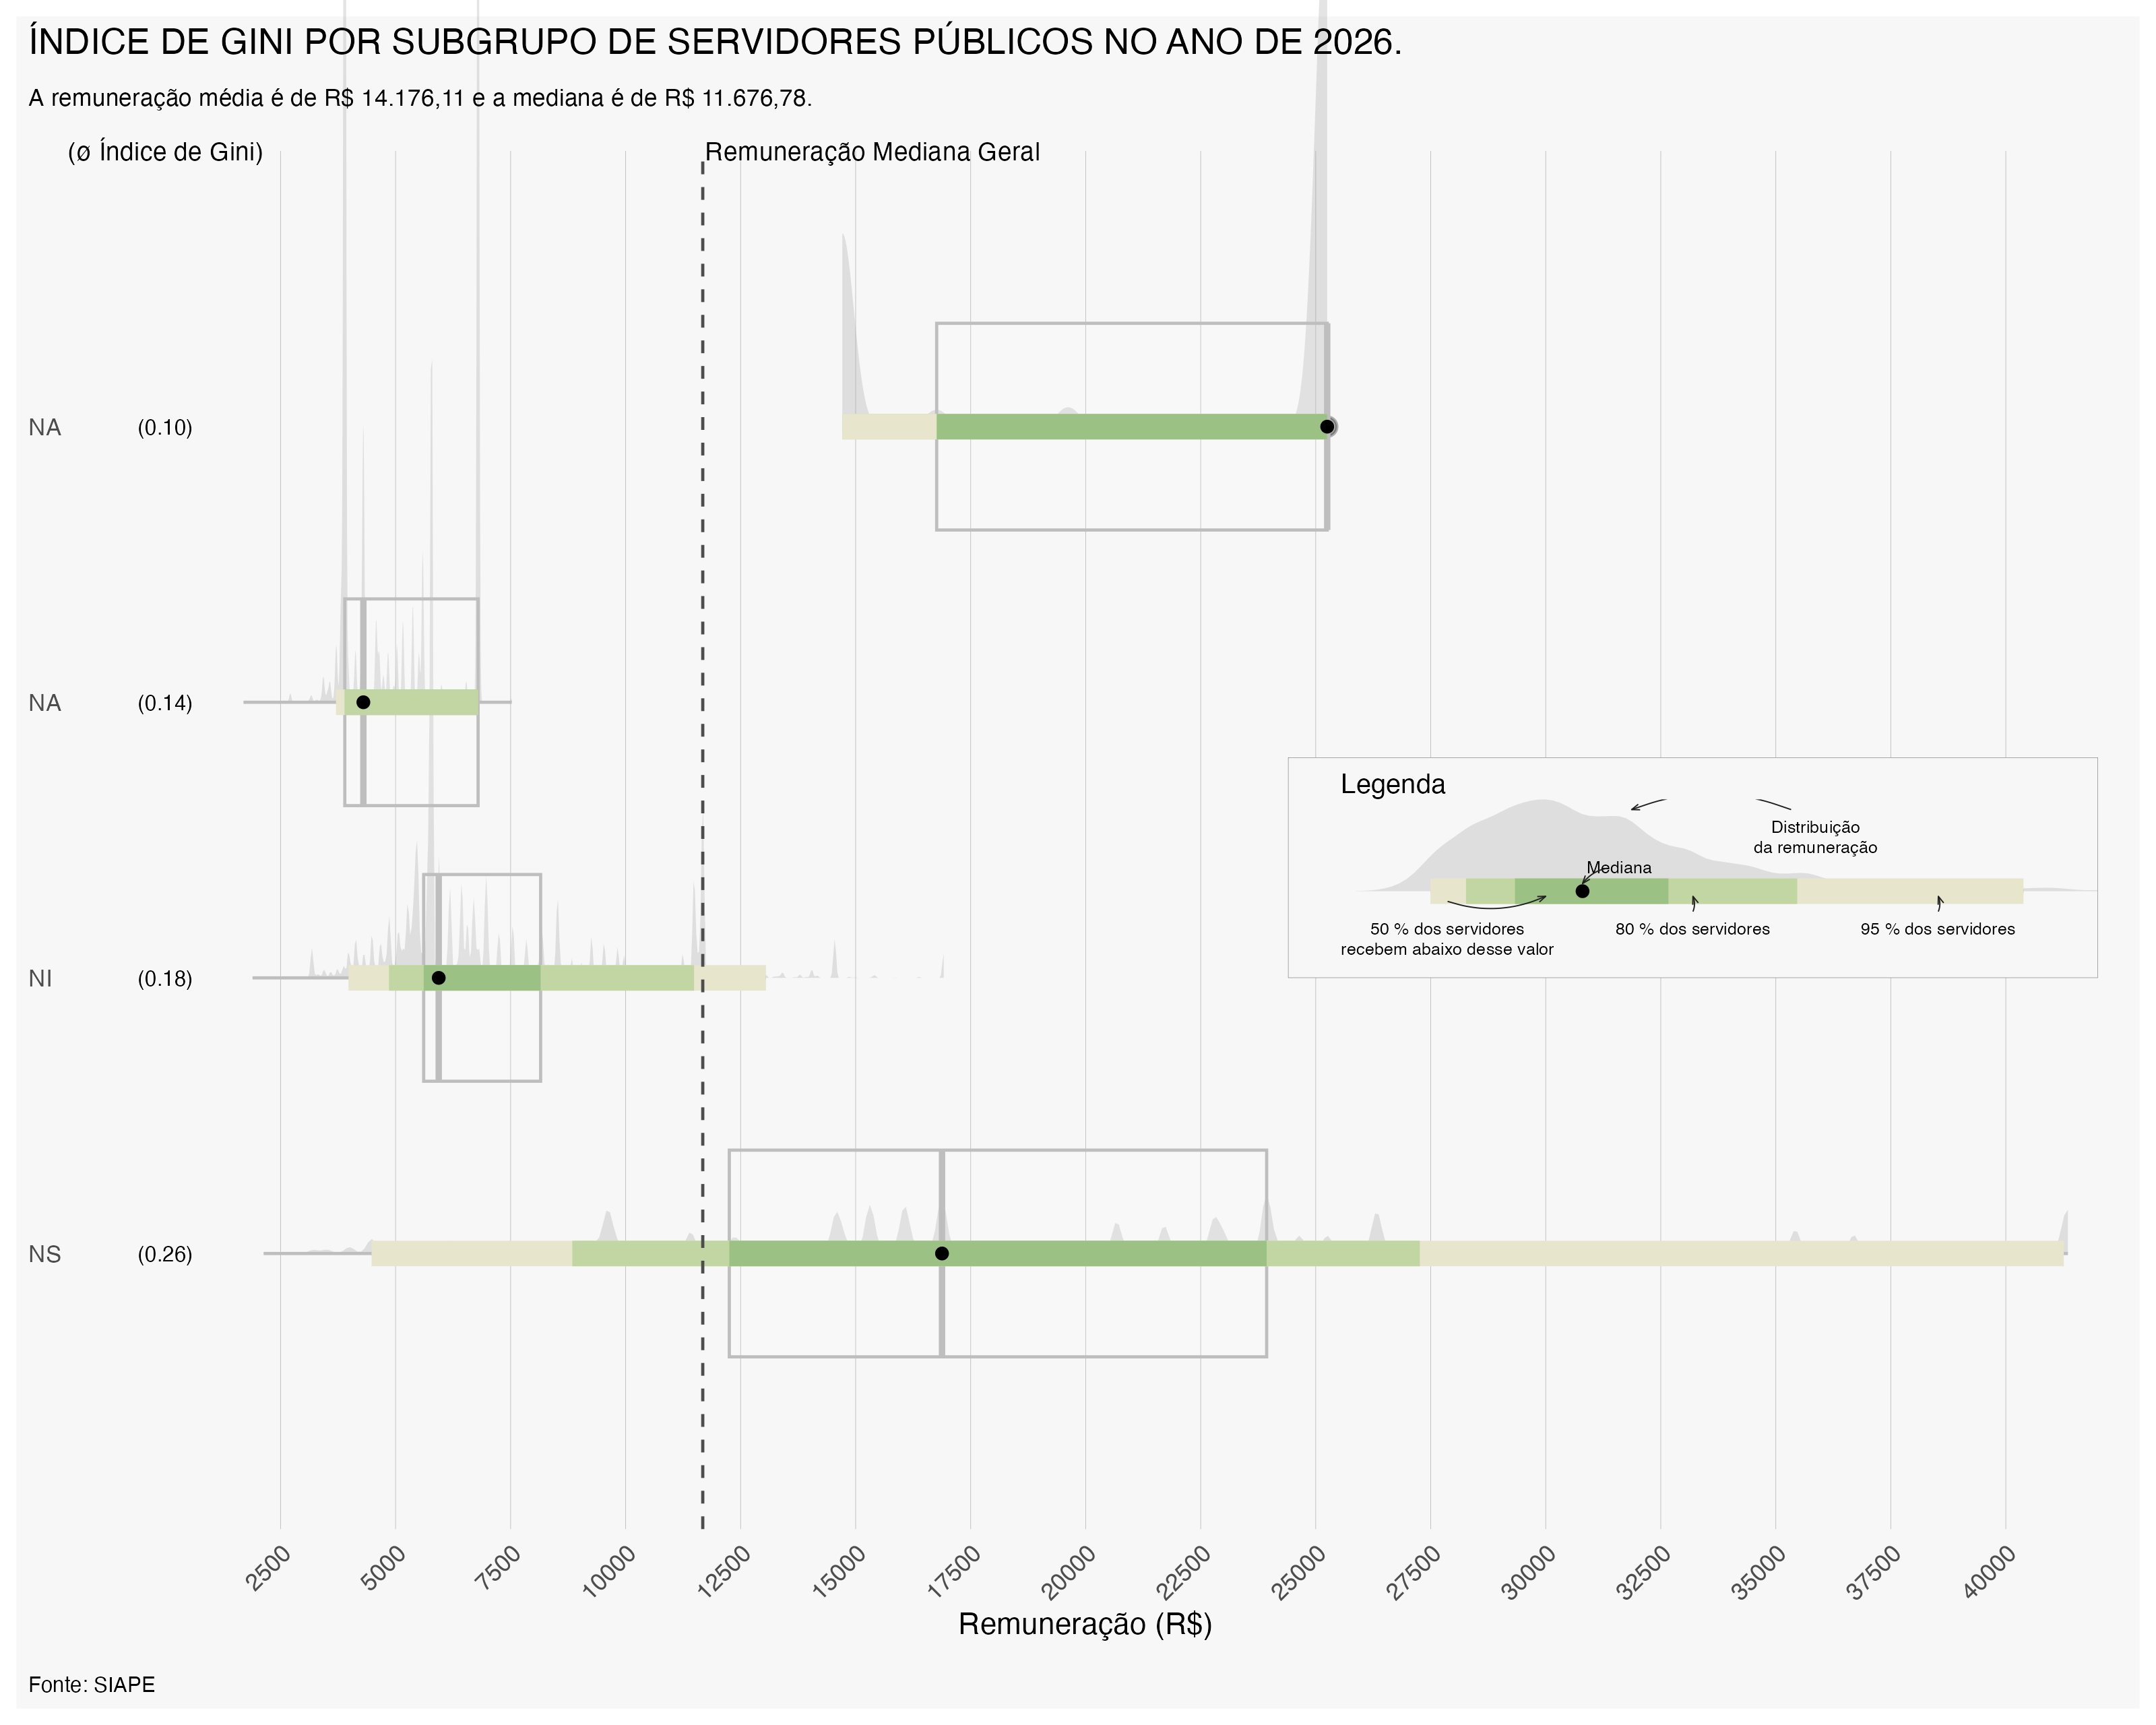 ÍNDICE DE GINI POR SUBGRUPO DE SERVIDORES PÚBLICOS NO ANO DE 2026.
A remuneração média é de R$ 14.176,11 e a mediana é de R$ 11.676,78.
(ø Índice de Gini)
Remuneração Mediana Geral
NA (0.10)
NA (0.14)
Legenda
Distribuição
da remuneração
Mediana
50 % dos servidores
recebem abaixo desse valor
80 % dos servidores
95 % dos servidores
NI (0.18)
NS (0.26)
2500 5000 7500 10000 12500 15000 17500 20000 22500 25000 27500 30000 32500 35000 37500 40000
Remuneração (R$)
Fonte: SIAPE